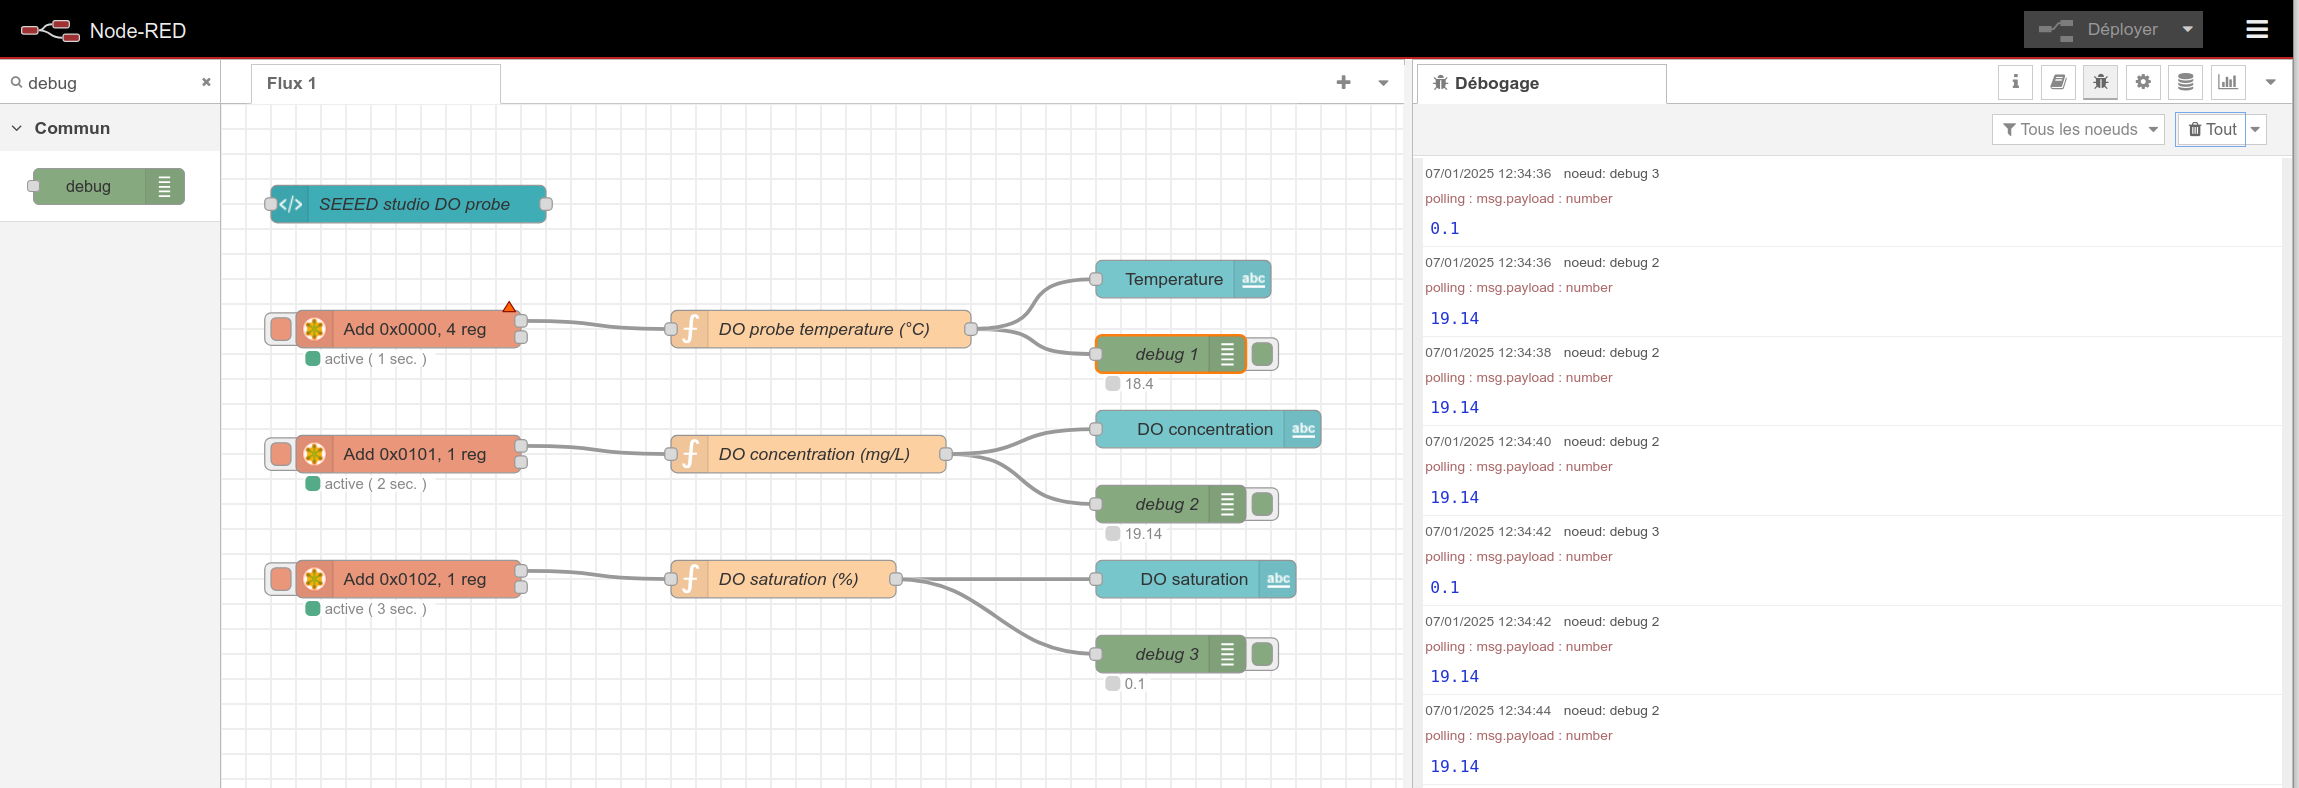 Node-RED
Déployer
debug
Commun
debug
Flux 1
SEEED studio DO probe
Add 0x0000, 4 reg
active ( 1 sec. )
DO probe temperature (°C)
Temperature
abc
debug 1
18.4
Add 0x0101, 1 reg
active ( 2 sec. )
DO concentration (mg/L)
DO concentration
abc
debug 2
19.14
Add 0x0102, 1 reg
active ( 3 sec. )
DO saturation (%)
DO saturation
abc
debug 3
0.1
Débogage
Tous les noeuds
Tout
07/01/2025 12:34:36 noeud: debug 3
polling : msg.payload : number
0.1
07/01/2025 12:34:36 noeud: debug 2
polling : msg.payload : number
19.14
07/01/2025 12:34:38 noeud: debug 2
polling : msg.payload : number
19.14
07/01/2025 12:34:40 noeud: debug 2
polling : msg.payload : number
19.14
07/01/2025 12:34:42 noeud: debug 3
polling : msg.payload : number
0.1
07/01/2025 12:34:42 noeud: debug 2
polling : msg.payload : number
19.14
07/01/2025 12:34:44 noeud: debug 2
polling : msg.payload : number
19.14